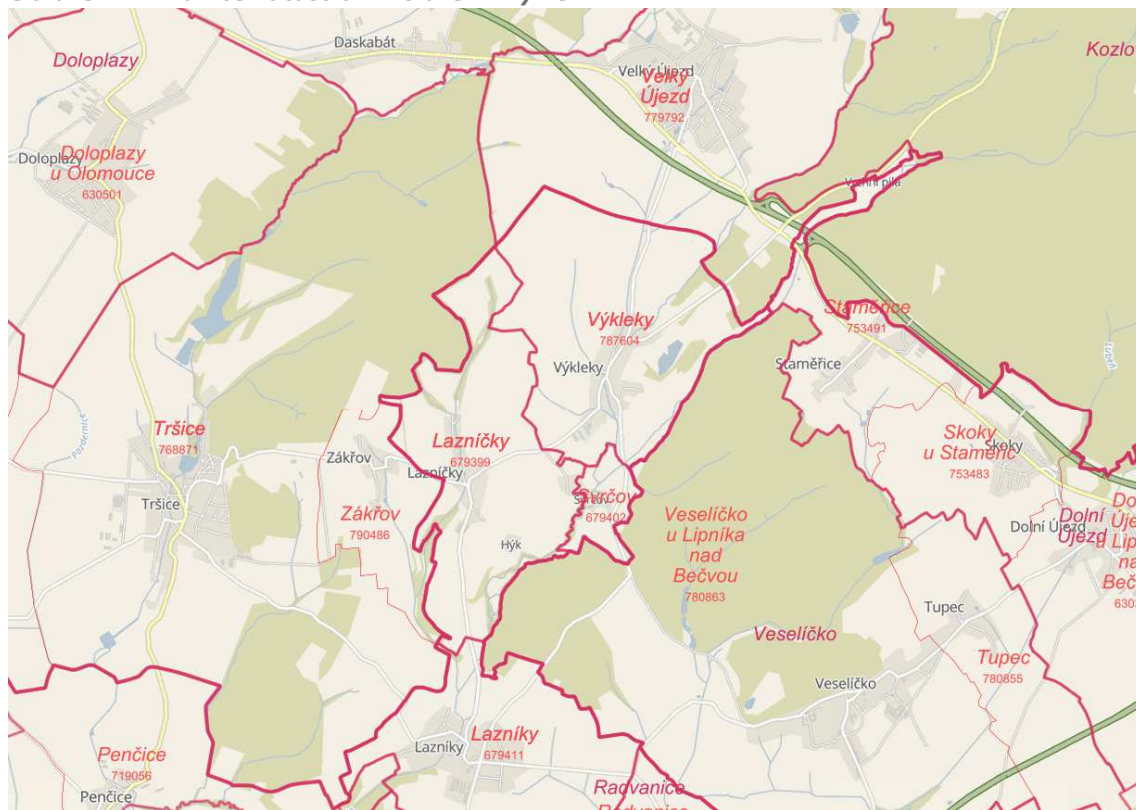 Daskabát
Doloplazy
Kozlo
Velký Újezd
Velký
Újezd
779792
Doloplazy
Doloplazy
u Olomouce
630501
Výkleky
787604
Staměřice
753491
Výkleky
Staměřice
Tršice
768871
Lazníčky
679399
Skoky
u Staměřic
753483
Skoky
Zákřov
Lazníčky
Tršice
Zákřov
790486
Svrčov
679402
Veselíčko
u Lipníka
nad
Bečvou
780863
Dolní Újezd
Dolní
Újezd
Hýk
Tupec
Veselíčko
Tupec
780855
Veselíčko
Lazníky
Lazníky
679411
Penčice
719056
Penčice
Radvanice